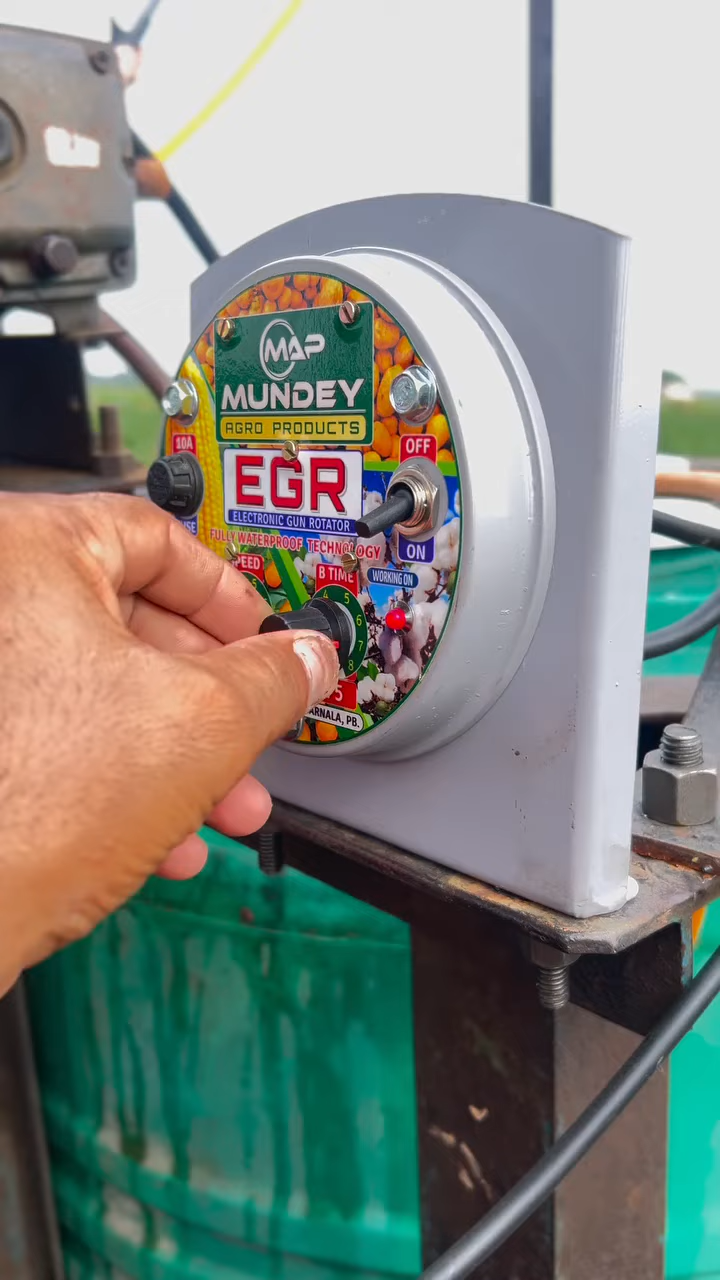 MAP
MUNDEY
AGRO PRODUCTS
10A
OFF
EGR
ELECTRONIC GUN ROTATOR
ON
FULLY WATERPROOF TECHNOLOGY
B TIME
WORKING ON
4 5 6 7 8
5
PB.